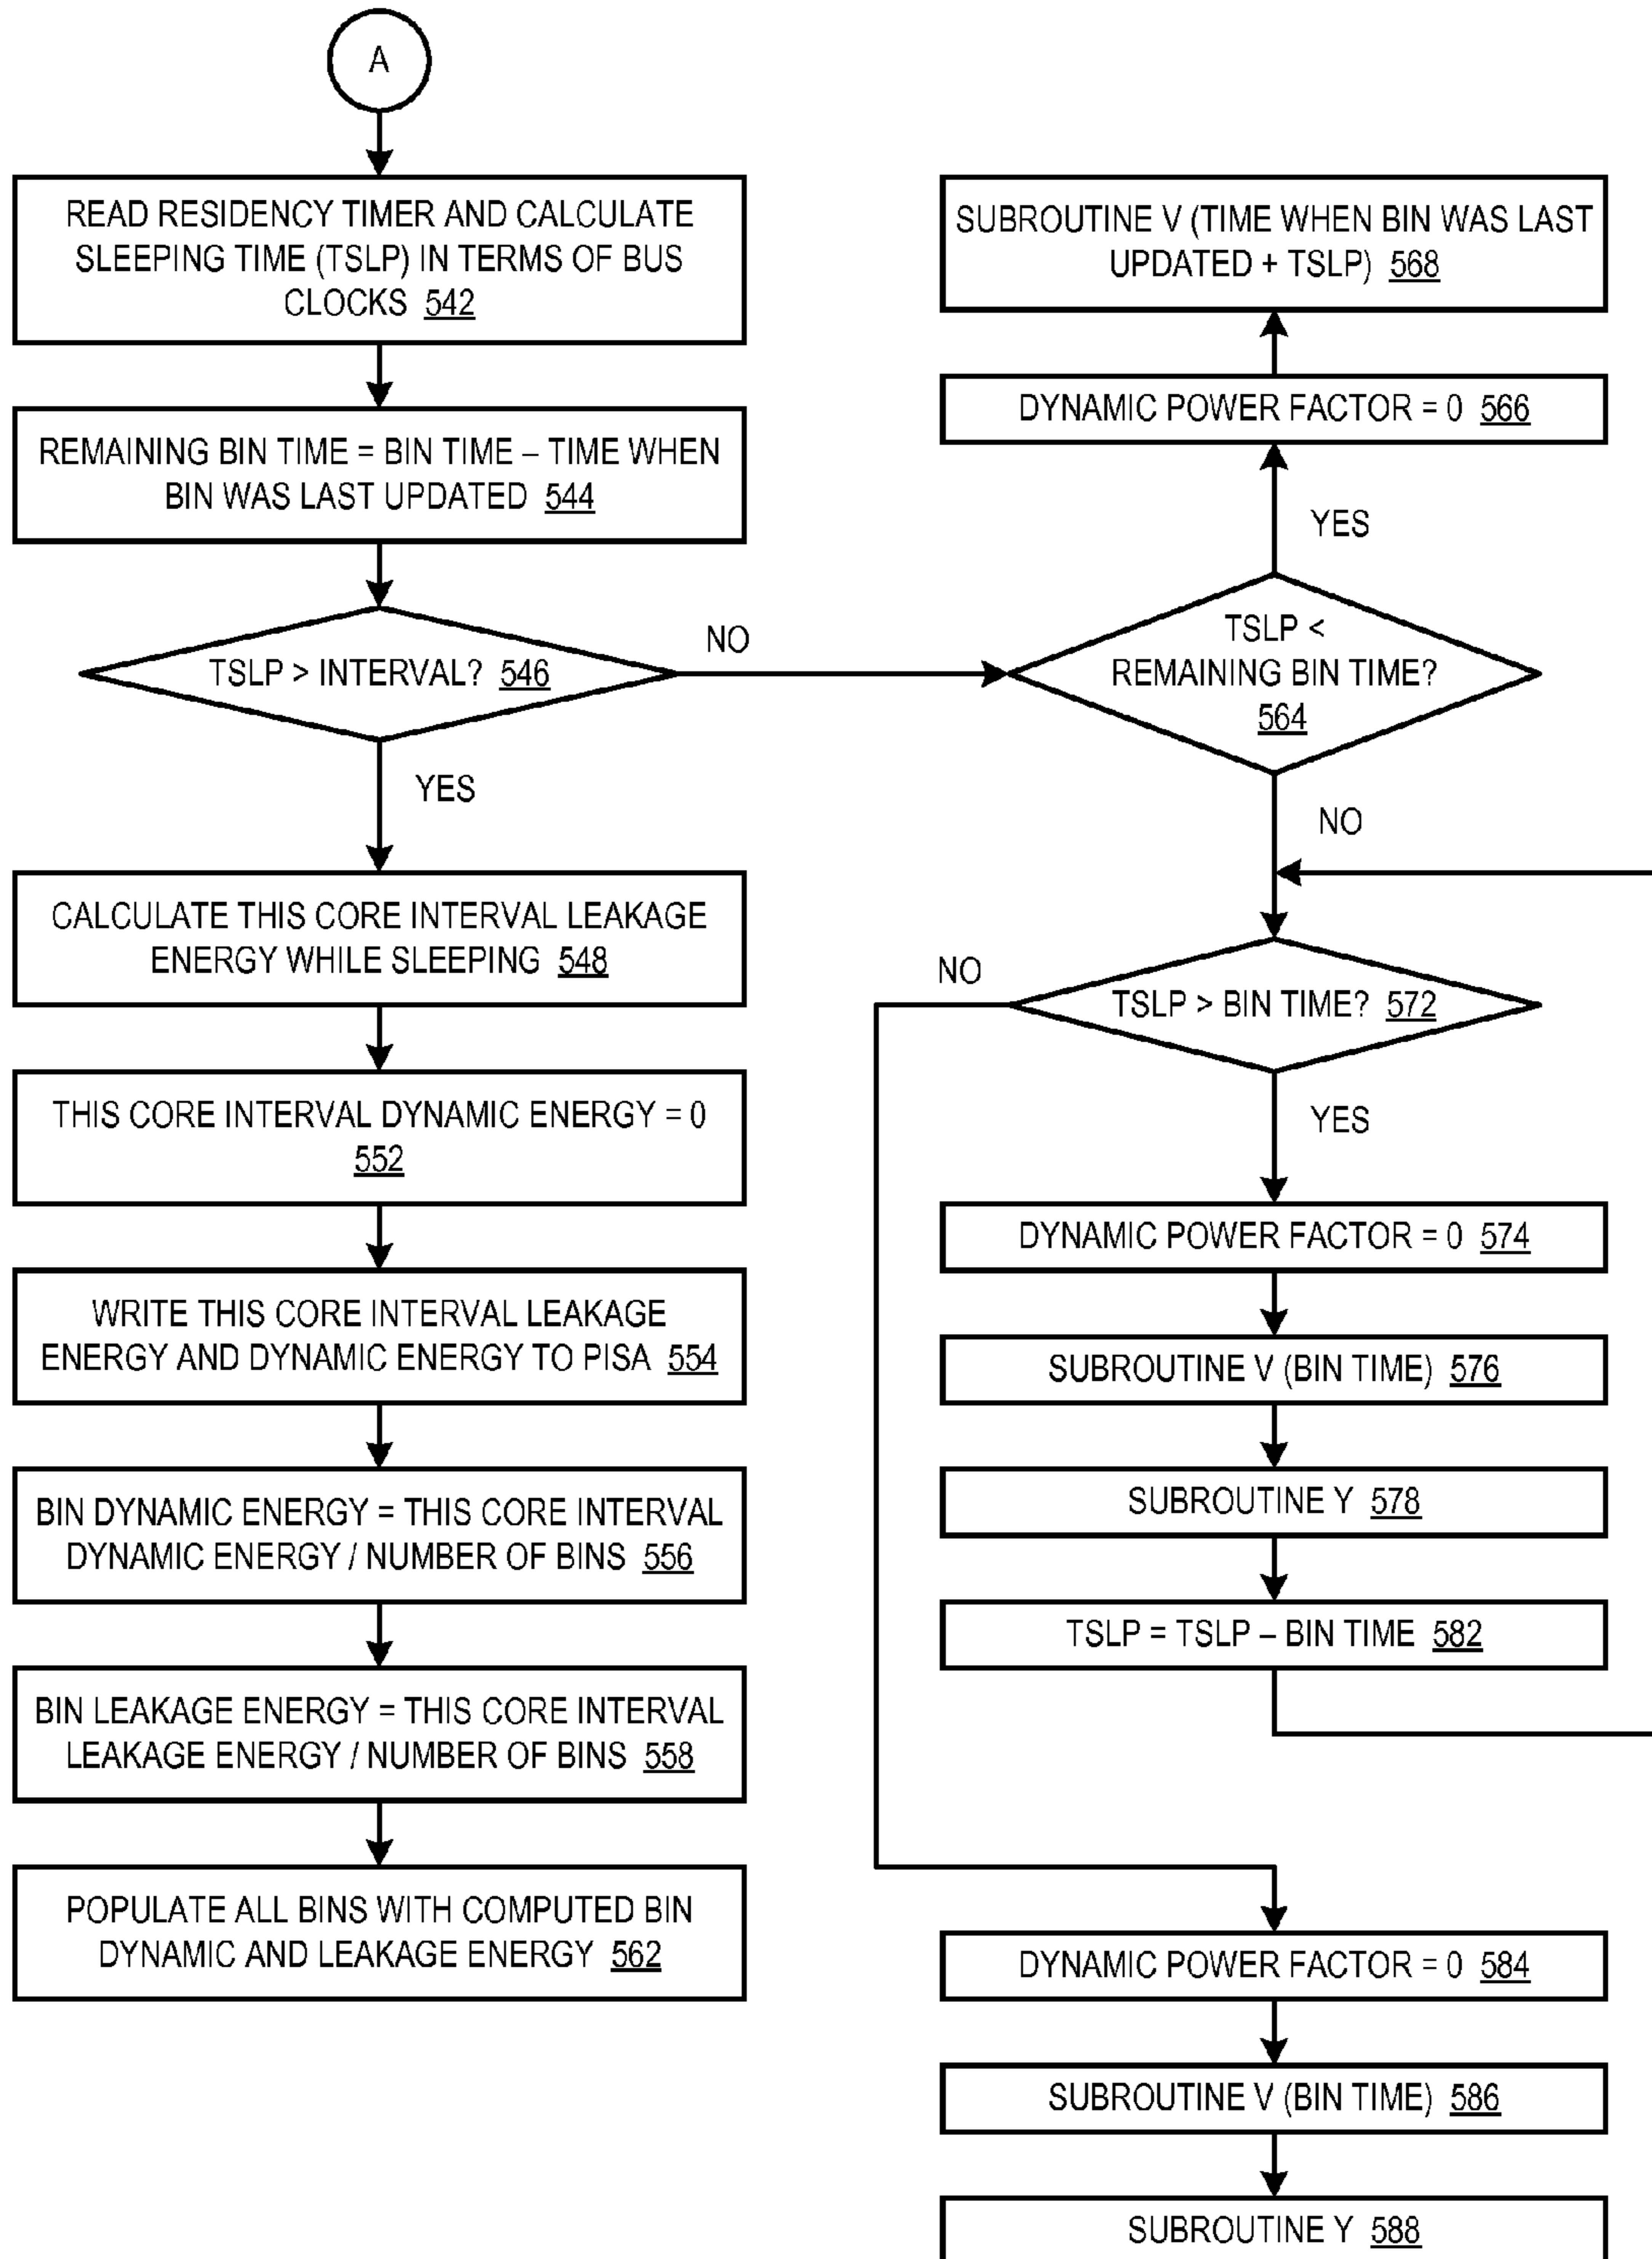 A
READ RESIDENCY TIMER AND CALCULATE
SLEEPING TIME (TSLP) IN TERMS OF BUS
CLOCKS 542
REMAINING BIN TIME = BIN TIME – TIME WHEN
BIN WAS LAST UPDATED 544
TSLP > INTERVAL? 546
NO
YES
CALCULATE THIS CORE INTERVAL LEAKAGE
ENERGY WHILE SLEEPING 548
THIS CORE INTERVAL DYNAMIC ENERGY = 0
552
WRITE THIS CORE INTERVAL LEAKAGE
ENERGY AND DYNAMIC ENERGY TO PISA 554
BIN DYNAMIC ENERGY = THIS CORE INTERVAL
DYNAMIC ENERGY / NUMBER OF BINS 556
BIN LEAKAGE ENERGY = THIS CORE INTERVAL
LEAKAGE ENERGY / NUMBER OF BINS 558
POPULATE ALL BINS WITH COMPUTED BIN
DYNAMIC AND LEAKAGE ENERGY 562
SUBROUTINE V (TIME WHEN BIN WAS LAST
UPDATED + TSLP) 568
DYNAMIC POWER FACTOR = 0 566
YES
TSLP <
REMAINING BIN TIME?
564
NO
NO
TSLP > BIN TIME? 572
YES
DYNAMIC POWER FACTOR = 0 574
SUBROUTINE V (BIN TIME) 576
SUBROUTINE Y 578
TSLP = TSLP – BIN TIME 582
DYNAMIC POWER FACTOR = 0 584
SUBROUTINE V (BIN TIME) 586
SUBROUTINE Y 588